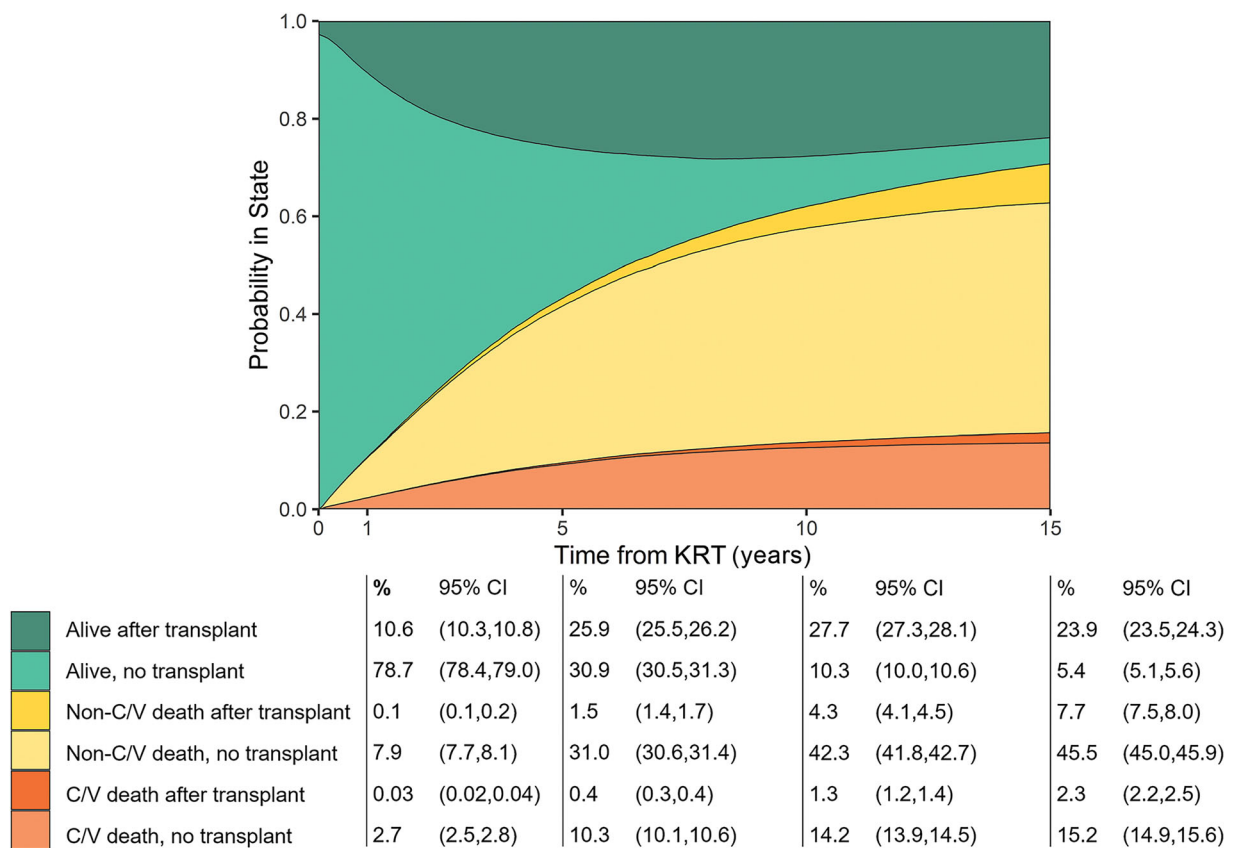 1.0
0.8
0.6
0.4
0.2
0.0
Probability in State
0 1 5 10 15
Time from KRT (years)
% 95% CI % 95% CI % 95% CI % 95% CI
Alive after transplant 10.6 (10.3,10.8) 25.9 (25.5,26.2) 27.7 (27.3,28.1) 23.9 (23.5,24.3)
Alive, no transplant 78.7 (78.4,79.0) 30.9 (30.5,31.3) 10.3 (10.0,10.6) 5.4 (5.1,5.6)
Non-C/V death after transplant 0.1 (0.1,0.2) 1.5 (1.4,1.7) 4.3 (4.1,4.5) 7.7 (7.5,8.0)
Non-C/V death, no transplant 7.9 (7.7,8.1) 31.0 (30.6,31.4) 42.3 (41.8,42.7) 45.5 (45.0,45.9)
C/V death after transplant 0.03 (0.02,0.04) 0.4 (0.3,0.4) 1.3 (1.2,1.4) 2.3 (2.2,2.5)
C/V death, no transplant 2.7 (2.5,2.8) 10.3 (10.1,10.6) 14.2 (13.9,14.5) 15.2 (14.9,15.6)